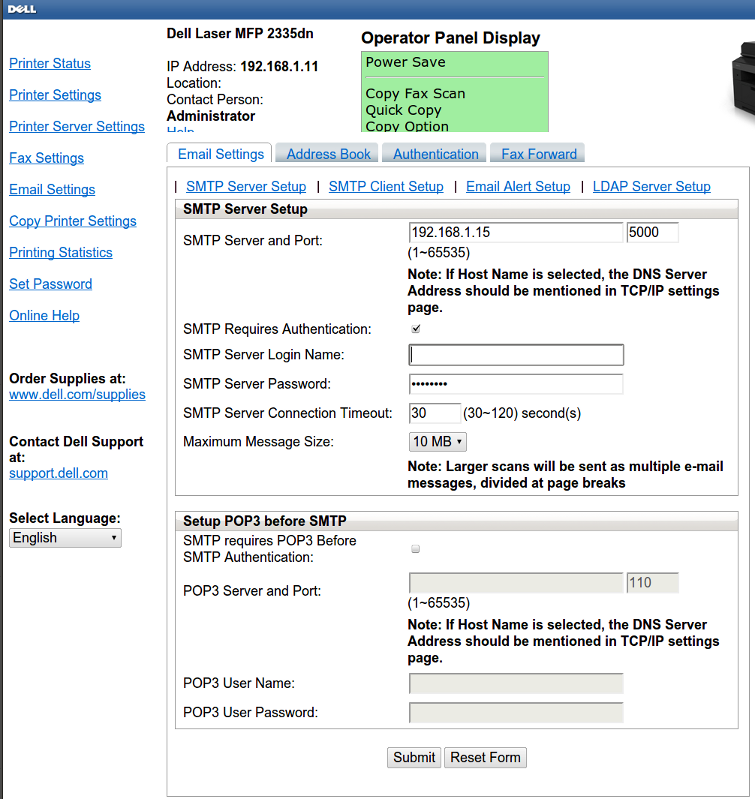 DELL
Dell Laser MFP 2335dn
IP Address: 192.168.1.11
Location:
Contact Person:
Administrator
Help
Operator Panel Display
Power Save
Copy Fax Scan
Quick Copy
Copy Option
Printer Status
Printer Settings
Printer Server Settings
Fax Settings
Email Settings
Copy Printer Settings
Printing Statistics
Set Password
Online Help
Order Supplies at:
www.dell.com/supplies
Contact Dell Support
at:
support.dell.com
Select Language:
English
Email Settings Address Book Authentication Fax Forward
| SMTP Server Setup | SMTP Client Setup | Email Alert Setup | LDAP Server Setup
SMTP Server Setup
SMTP Server and Port: 192.168.1.15 5000
(1~65535)
Note: If Host Name is selected, the DNS Server
Address should be mentioned in TCP/IP settings
page.
SMTP Requires Authentication:
SMTP Server Login Name:
SMTP Server Password: ••••••••
SMTP Server Connection Timeout: 30 (30~120) second(s)
Maximum Message Size: 10 MB
Note: Larger scans will be sent as multiple e-mail
messages, divided at page breaks
Setup POP3 before SMTP
SMTP requires POP3 Before
SMTP Authentication:
POP3 Server and Port: 110
(1~65535)
Note: If Host Name is selected, the DNS Server
Address should be mentioned in TCP/IP settings
page.
POP3 User Name:
POP3 User Password:
Submit Reset Form